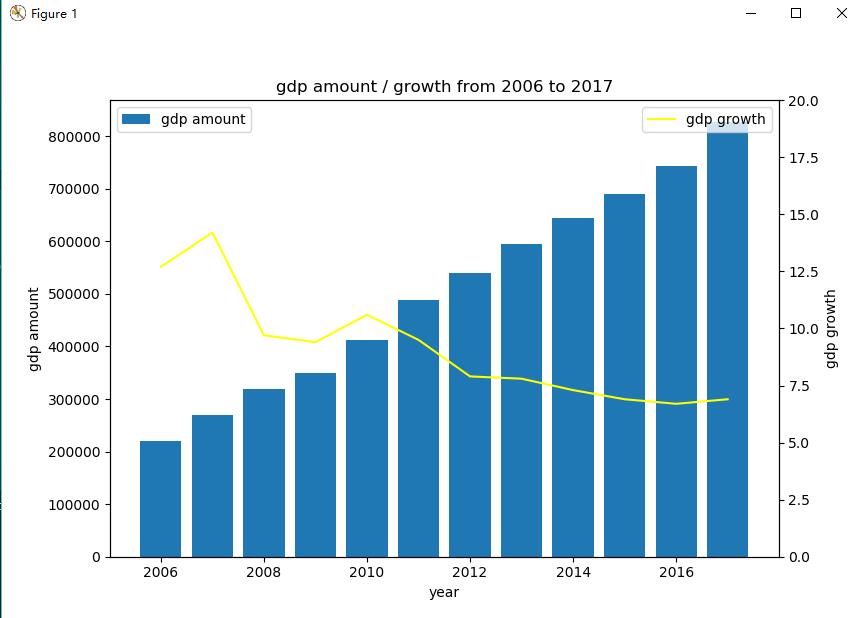 Figure 1
gdp amount / growth from 2006 to 2017
gdp amount
gdp growth
800000
700000
600000
500000
400000
300000
200000
100000
0
gdp amount
20.0
17.5
15.0
12.5
10.0
7.5
5.0
2.5
0.0
gdp growth
2006 2008 2010 2012 2014 2016
year